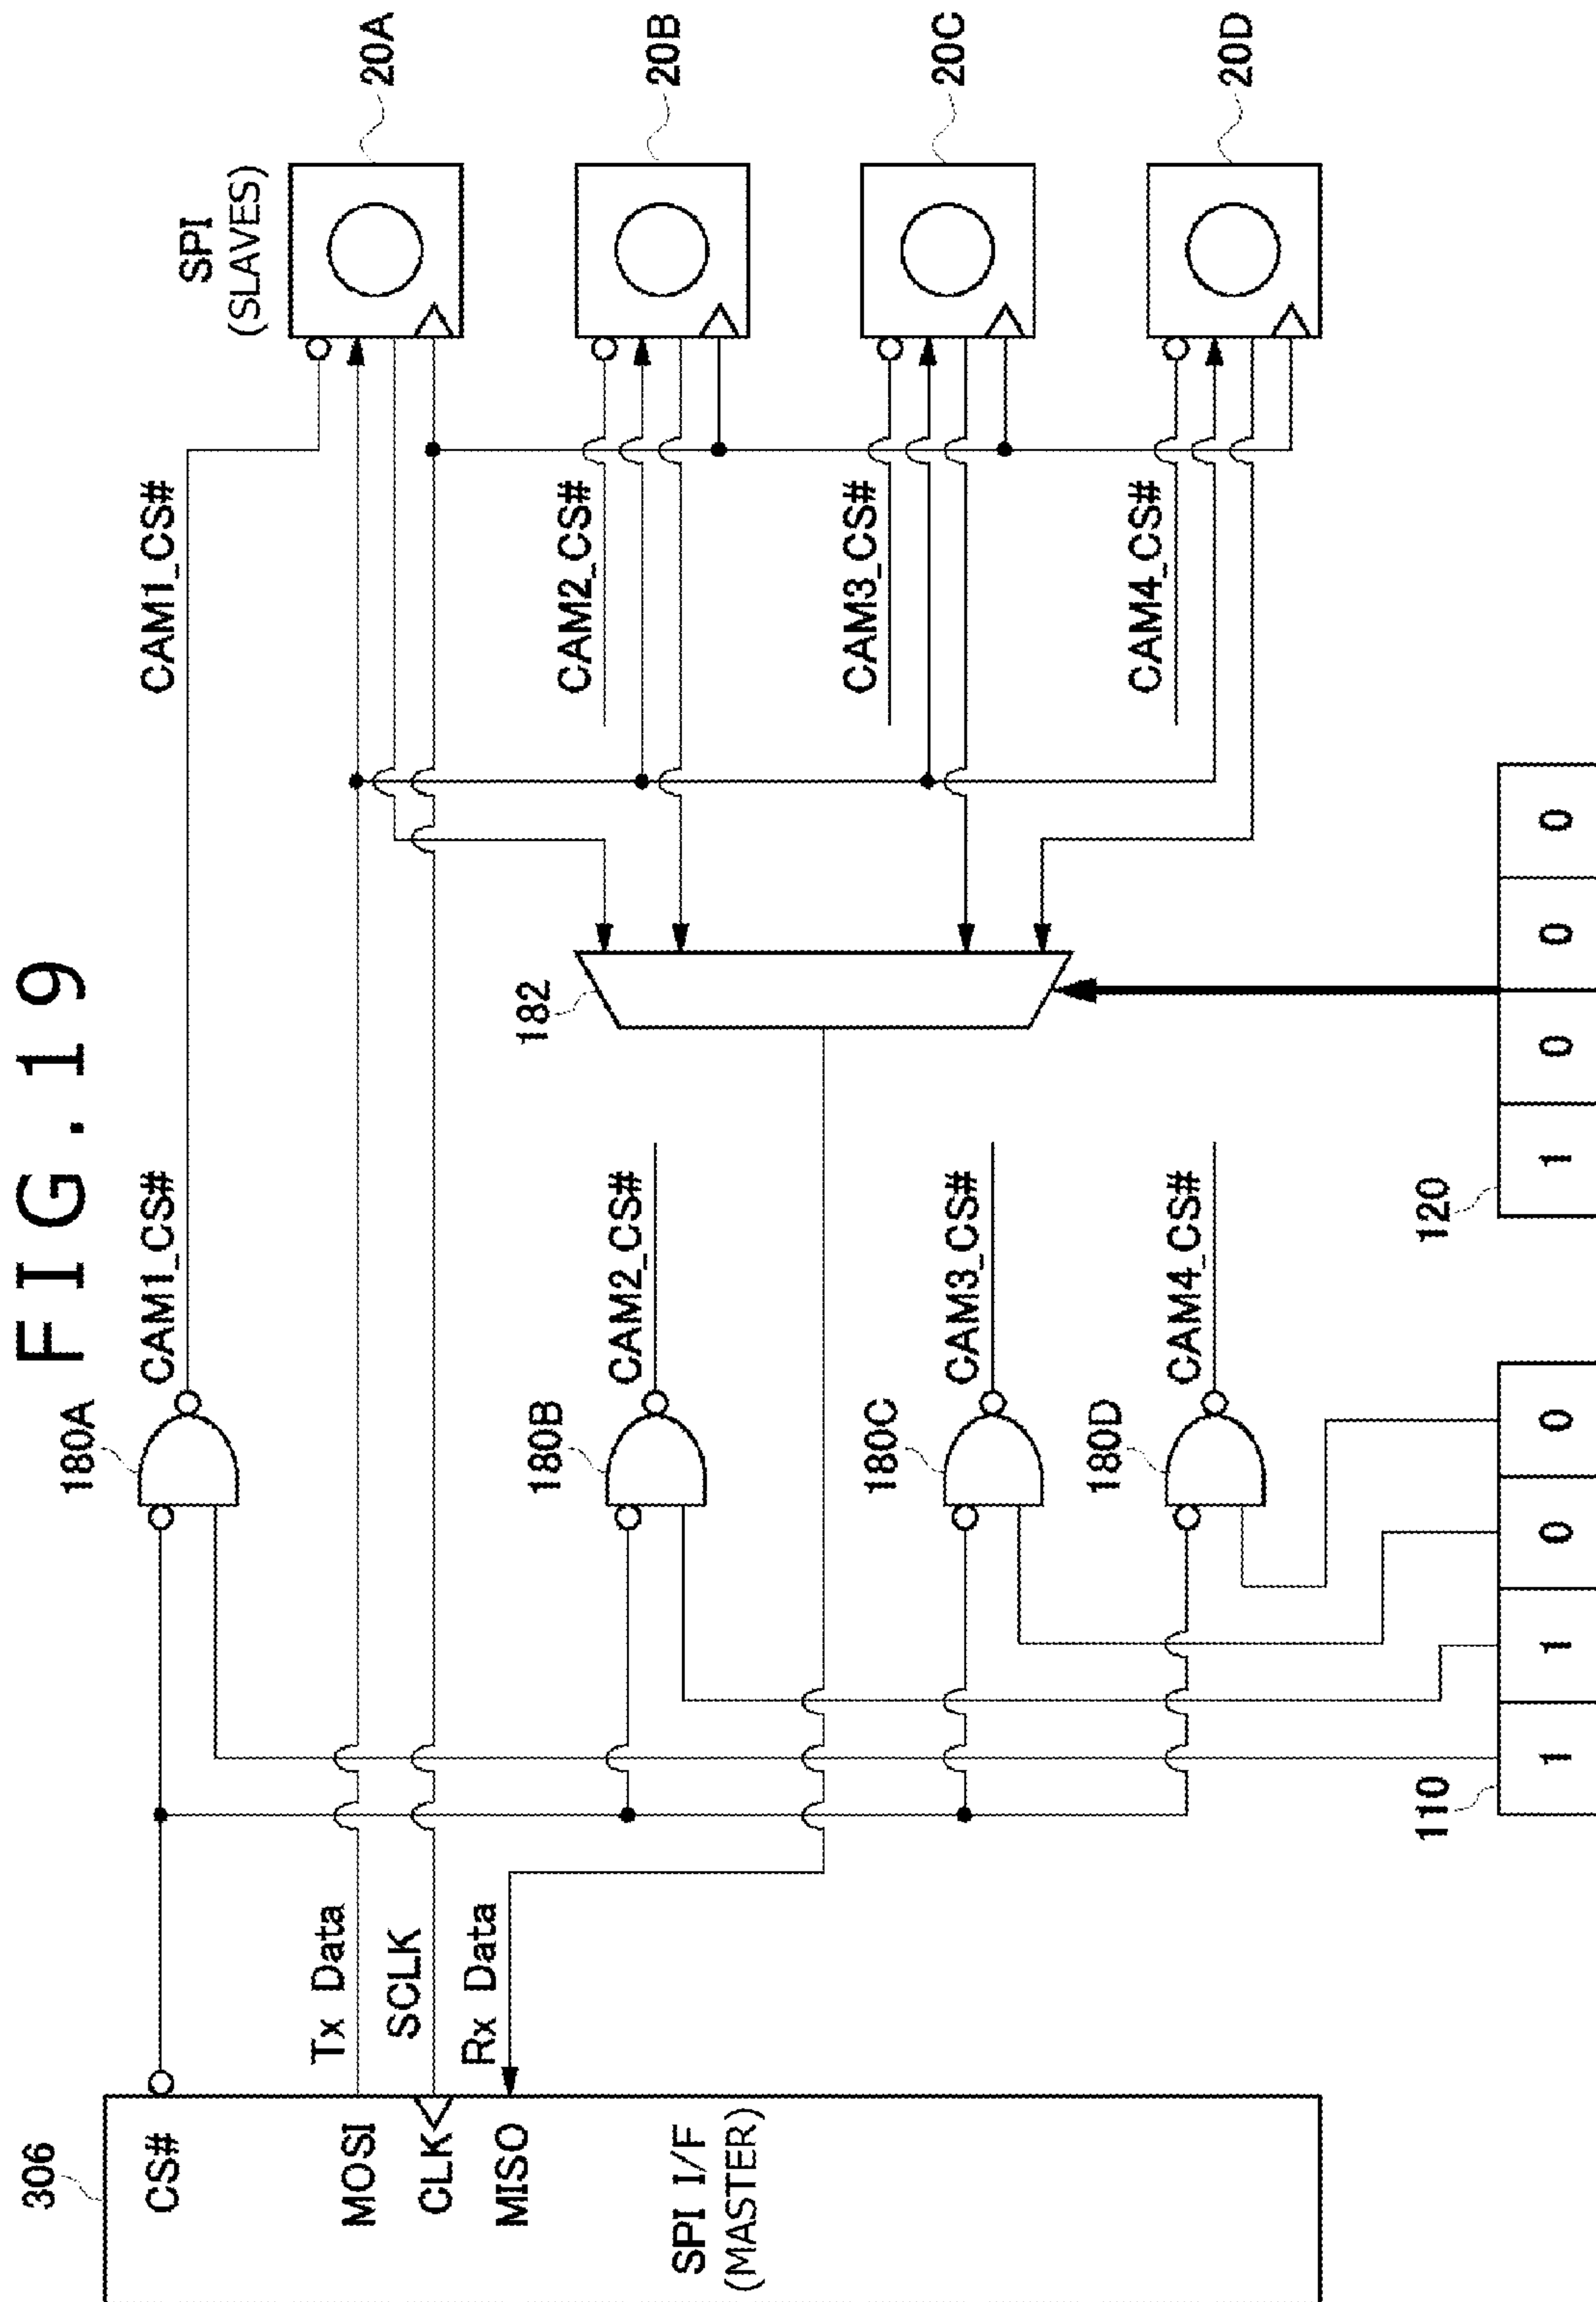 FIG. 19
306
CS#
MOSI
CLK
MISO
SPI I/F
(MASTER)
Tx Data
SCLK
Rx Data
180A
CAM1_CS#
180B
CAM2_CS#
180C
CAM3_CS#
180D
CAM4_CS#
110
1 1 0 0
182
120
1 0 0 0
CAM1_CS#
CAM2_CS#
CAM3_CS#
CAM4_CS#
SPI
(SLAVES)
20A
20B
20C
20D